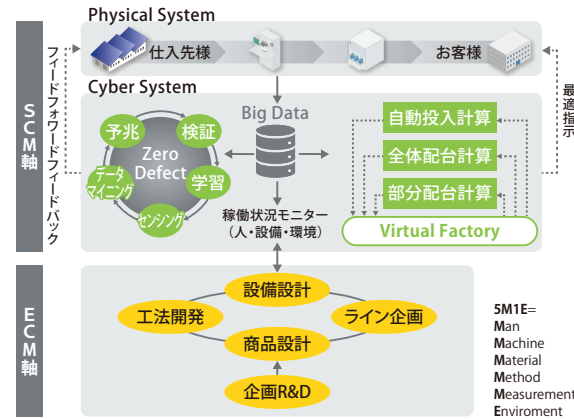 Physical System
仕入先様
お客様
フィードフォワードフィードバック
最適指示
SCM軸
Cyber System
Big Data
予兆
検証
Zero
Defect
データ
マイニング
学習
センシング
稼働状況モニター
(人・設備・環境)
自動投入計算
全体配台計算
部分配台計算
Virtual Factory
ECM軸
設備設計
工法開発
ライン企画
商品設計
企画R&D
5M1E=
Man
Machine
Material
Method
Measurement
Enviroment